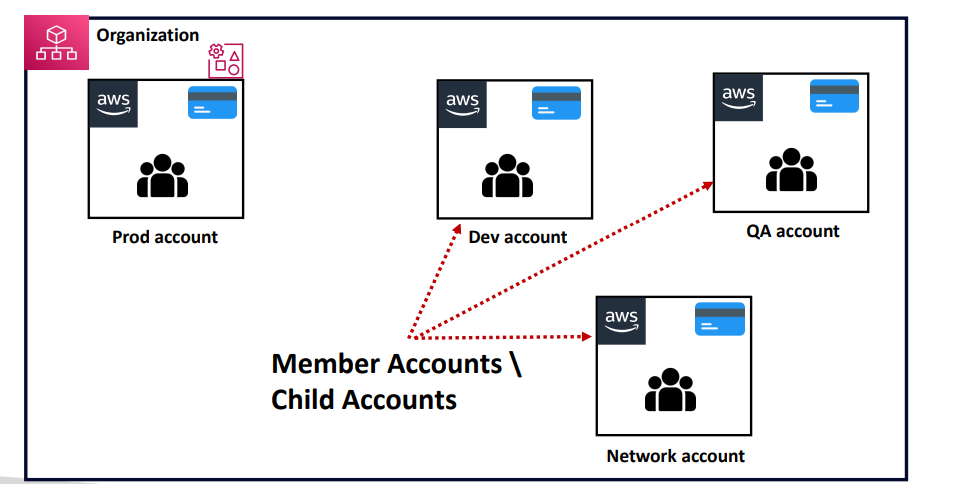 Organization
aws
aws
aws
Prod account
Dev account
QA account
aws
Member Accounts \
Child Accounts
Network account